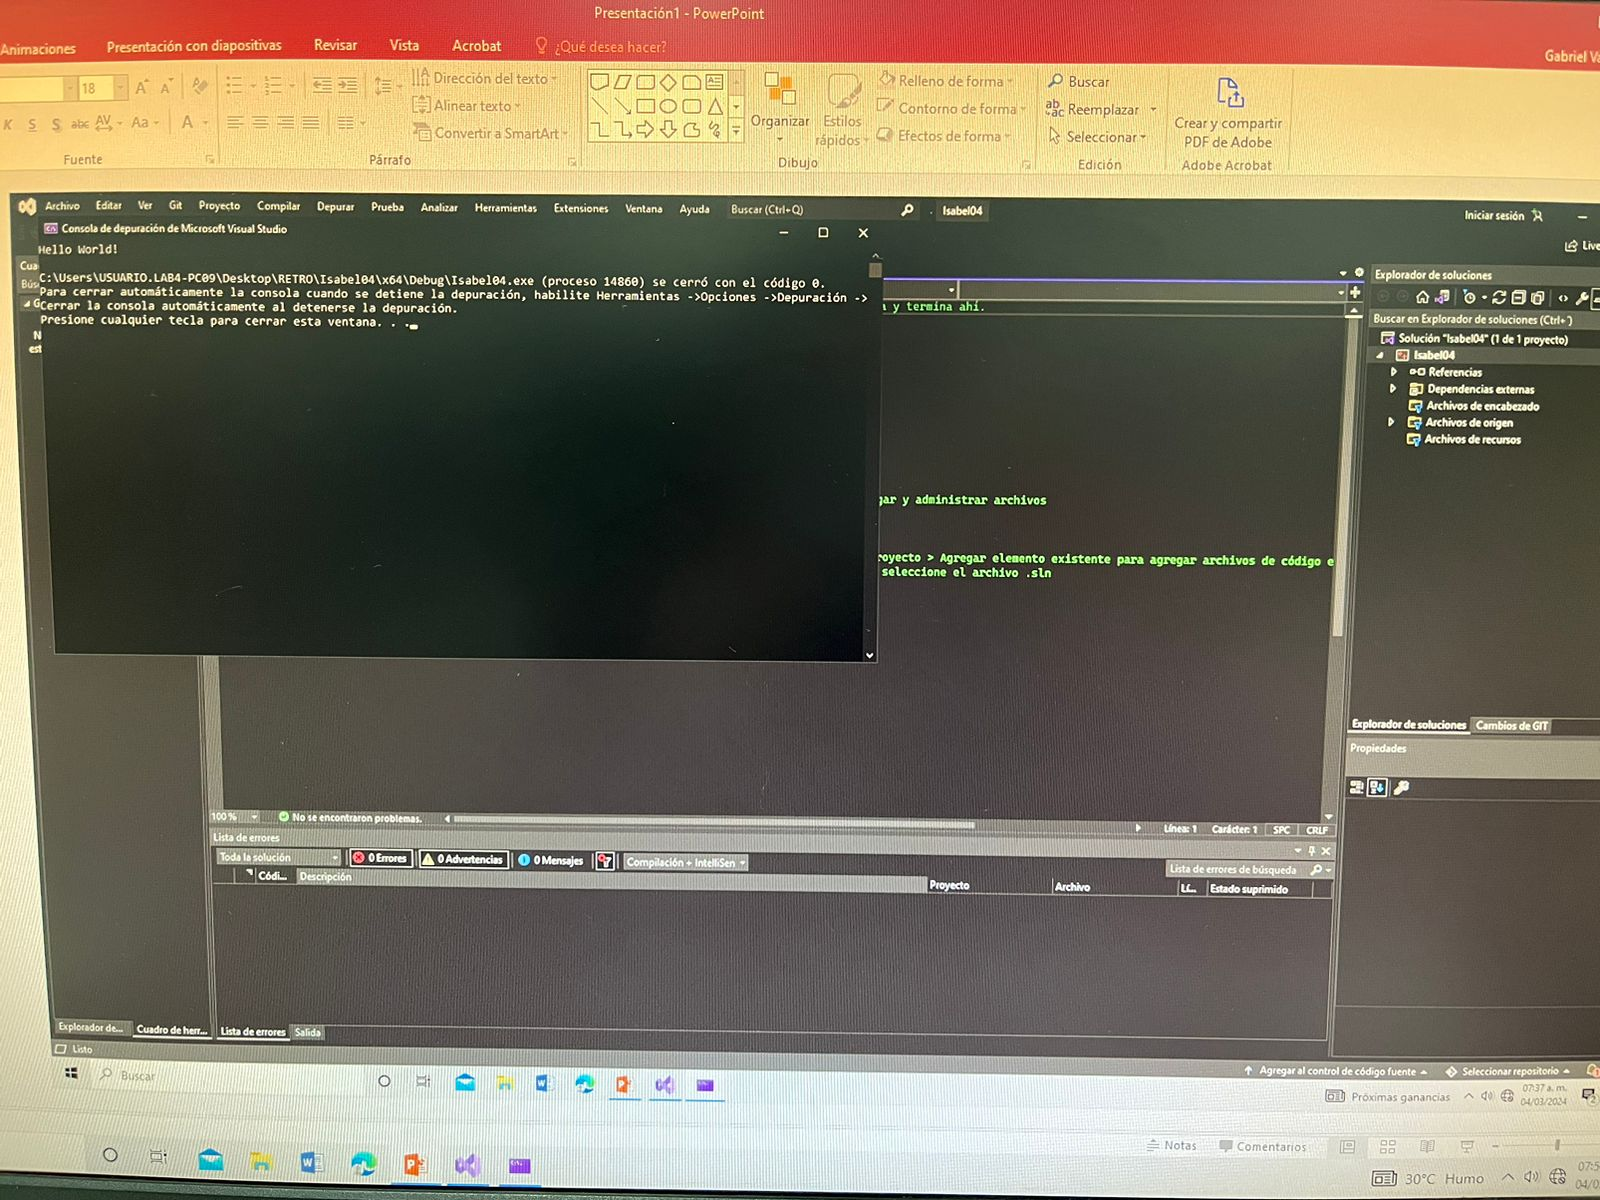 Presentación1 - PowerPoint
Animaciones Presentación con diapositivas Revisar Vista Acrobat ¿Qué desea hacer?
Gabriel
18 A A Dirección del texto
Alinear texto
Convertir a SmartArt
K S S abc AV Aa A
Organizar Estilos rápidos
Relleno de forma
Contorno de forma
Efectos de forma
Buscar
Reemplazar
Seleccionar
Crear y compartir
PDF de Adobe
Fuente Párrafo Dibujo Edición Adobe Acrobat
Archivo Editar Ver Git Proyecto Compilar Depurar Prueba Analizar Herramientas Extensiones Ventana Ayuda Buscar (Ctrl+Q) Isabel04
Iniciar sesión
Consola de depuración de Microsoft Visual Studio
Hello World!
C:\Users\USUARIO.LAB4-PC09\Desktop\RETRO\Isabel04\x64\Debug\Isabel04.exe (proceso 14860) se cerró con el código 0.
Para cerrar automáticamente la consola cuando se detiene la depuración, habilite Herramientas ->Opciones ->Depuración ->
Cerrar la consola automáticamente al detenerse la depuración.
Presione cualquier tecla para cerrar esta ventana. . .
y termina ahí.
y administrar archivos
> Agregar elemento existente para agregar archivos de código e
seleccione el archivo .sln
Live
Explorador de soluciones
Buscar en Explorador de soluciones (Ctrl+´)
Solución "Isabel04" (1 de 1 proyecto)
Isabel04
Referencias
Dependencias externas
Archivos de encabezado
Archivos de origen
Archivos de recursos
Explorador de soluciones Cambios de GIT
Propiedades
100 % No se encontraron problemas. Línea: 1 Carácter: 1 SPC CRLF
Lista de errores
Toda la solución 0 Errores 0 Advertencias 0 Mensajes Compilación + IntelliSen
Lista de errores de búsqueda
Códi... Descripción Proyecto Archivo Lí... Estado suprimido
Explorador de... Cuadro de herr... Lista de errores Salida
Listo
Agregar al control de código fuente Seleccionar repositorio
Buscar
Próximas ganancias 07:37 a. m.
04/03/2024
2
Notas Comentarios
30°C Humo